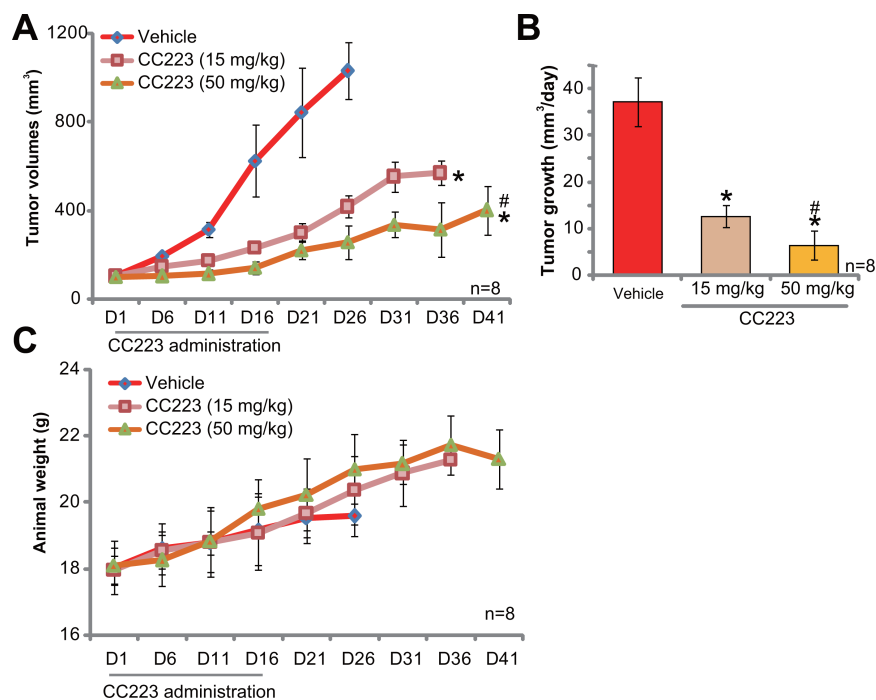 A
Tumor volumes (mm³)
1200
800
400
0
Vehicle
CC223 (15 mg/kg)
CC223 (50 mg/kg)
*
#
*
n=8
D1 D6 D11 D16 D21 D26 D31 D36 D41
CC223 administration
B
Tumor growth (mm³/day)
40
30
20
10
0
*
#
*
n=8
Vehicle 15 mg/kg 50 mg/kg
CC223
C
Animal weight (g)
24
22
20
18
16
Vehicle
CC223 (15 mg/kg)
CC223 (50 mg/kg)
n=8
D1 D6 D11 D16 D21 D26 D31 D36 D41
CC223 administration